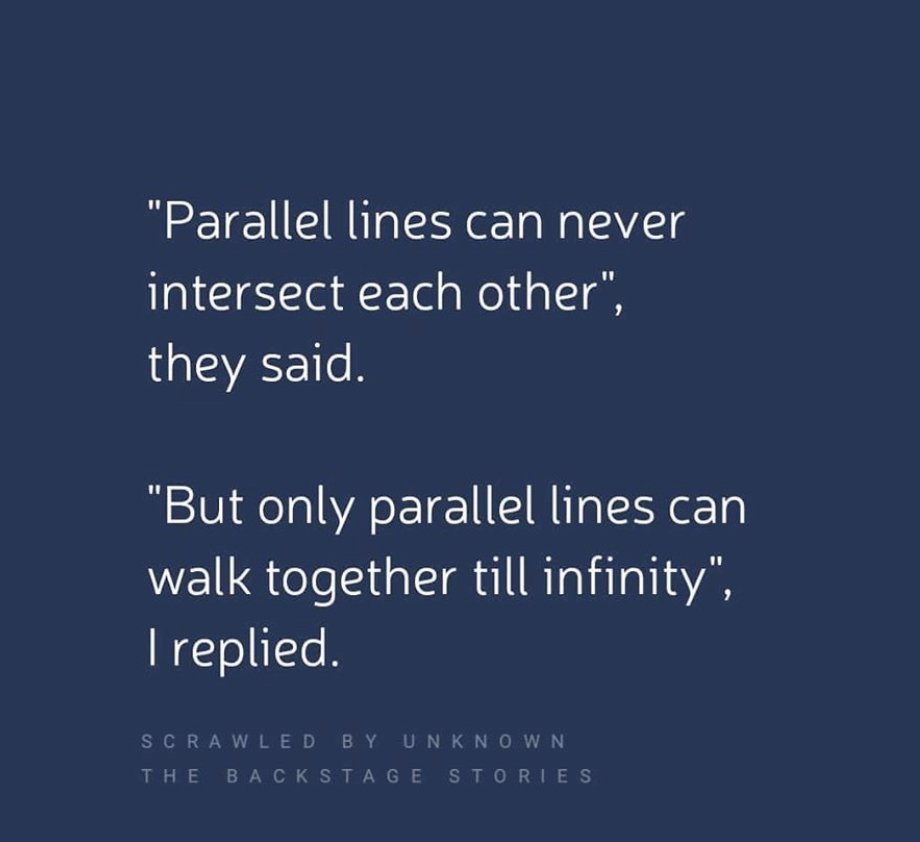 "Parallel lines can never
intersect each other",
they said.
"But only parallel lines can
walk together till infinity",
I replied.
SCRAWLED BY UNKNOWN
THE BACKSTAGE STORIES